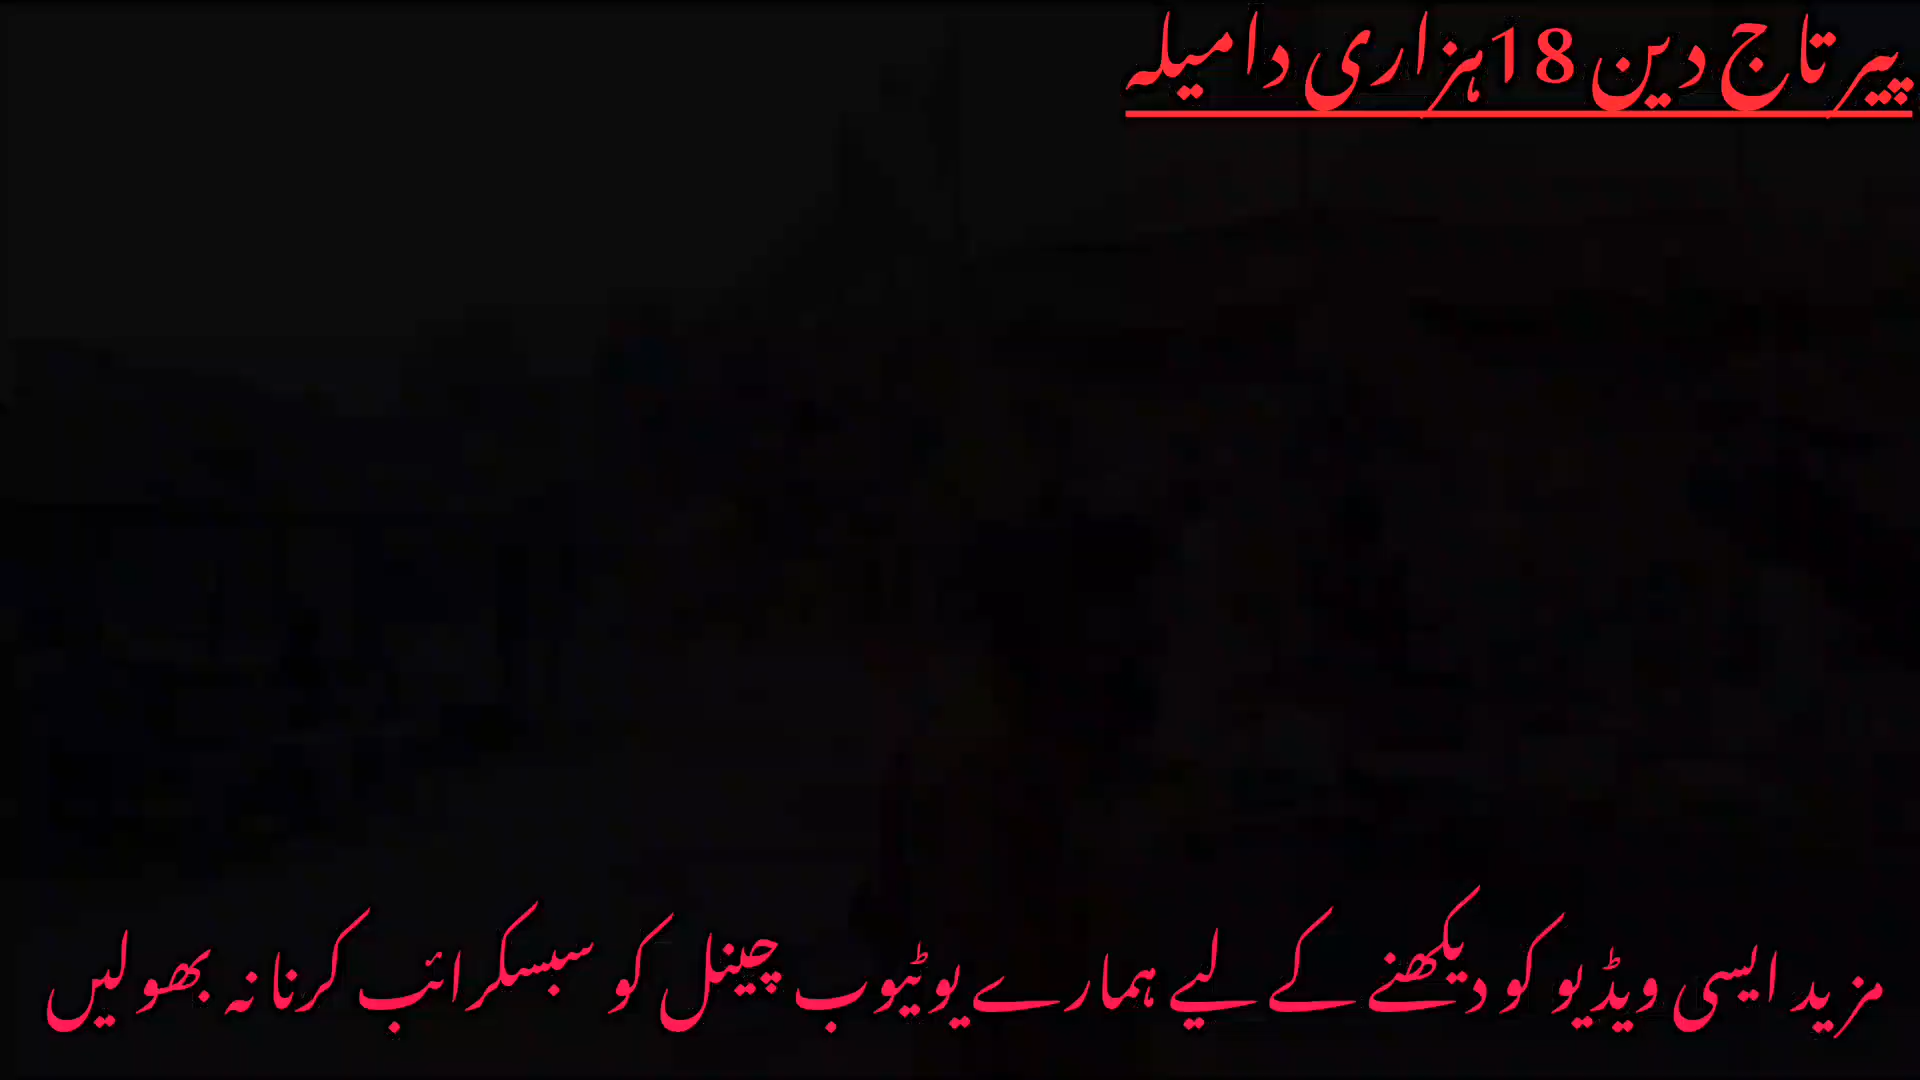 پیر تاج دین 18ہزاری دا میلہ
مزید ایسی ویڈیو کو دیکھنے کے لیے ہمارے یوٹیوب چینل کو سبسکرائب کرنا نہ بھولیں